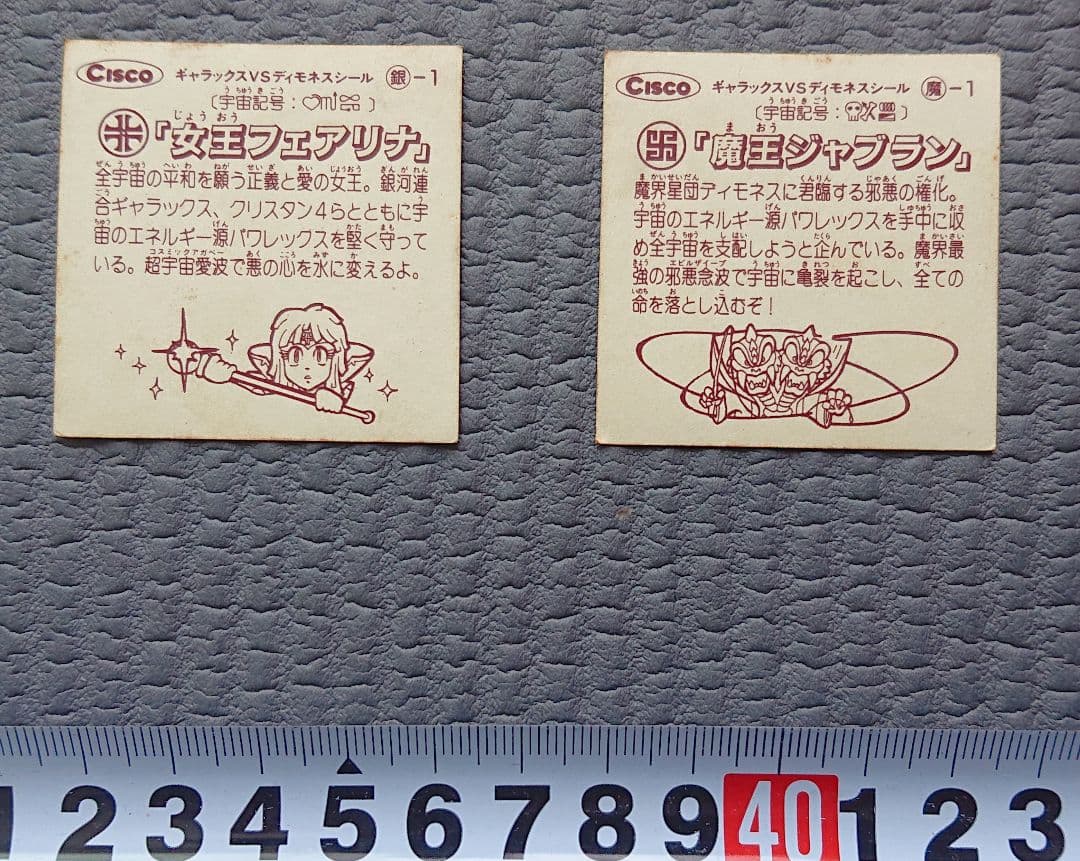 CISCO ギャラックスVSディモネスシール 銀-1
〔宇宙記号： 〕
「女王フェアリナ」
全宇宙の平和を願う正義と愛の女王。銀河連
合ギャラックス、クリスタン4らとともに宇
宙のエネルギー源パワレックスを堅く守って
いる。超宇宙愛波で悪の心を水に変えるよ。
CISCO ギャラックスVSディモネスシール 魔-1
〔宇宙記号： 〕
「魔王ジャブラン」
魔界星団ディモネスに君臨する邪悪の権化。
宇宙のエネルギー源パワレックスを手中に収
め全宇宙を支配しようと企んでいる。魔界最
強の邪悪念波で宇宙に亀裂を起こし、全ての
命を落とし込むぞ！
1 2 3 4 5 6 7 8 9 40 1 2 3